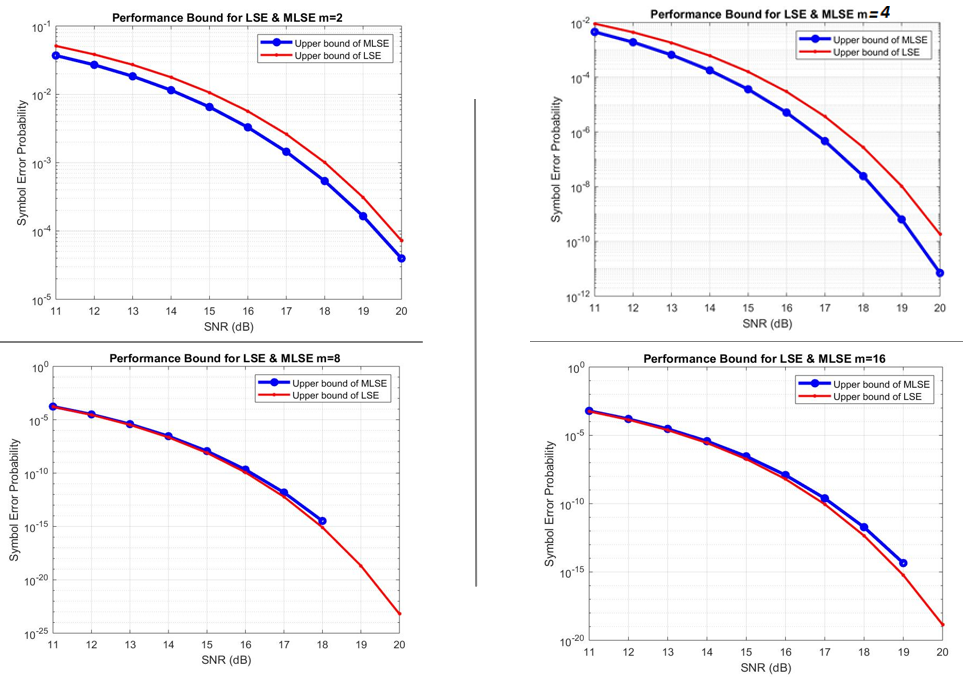 Performance Bound for LSE & MLSE m=2
Upper bound of MLSE
Upper bound of LSE
Symbol Error Probability
10^-1
10^-2
10^-3
10^-4
10^-5
11 12 13 14 15 16 17 18 19 20
SNR (dB)
Performance Bound for LSE & MLSE m=4
Upper bound of MLSE
Upper bound of LSE
Symbol Error Probability
10^-2
10^-4
10^-6
10^-8
10^-10
10^-12
11 12 13 14 15 16 17 18 19 20
SNR (dB)
Performance Bound for LSE & MLSE m=8
Upper bound of MLSE
Upper bound of LSE
Symbol Error Probability
10^0
10^-5
10^-10
10^-15
10^-20
10^-25
11 12 13 14 15 16 17 18 19 20
SNR (dB)
Performance Bound for LSE & MLSE m=16
Upper bound of MLSE
Upper bound of LSE
Symbol Error Probability
10^0
10^-5
10^-10
10^-15
10^-20
11 12 13 14 15 16 17 18 19 20
SNR (dB)